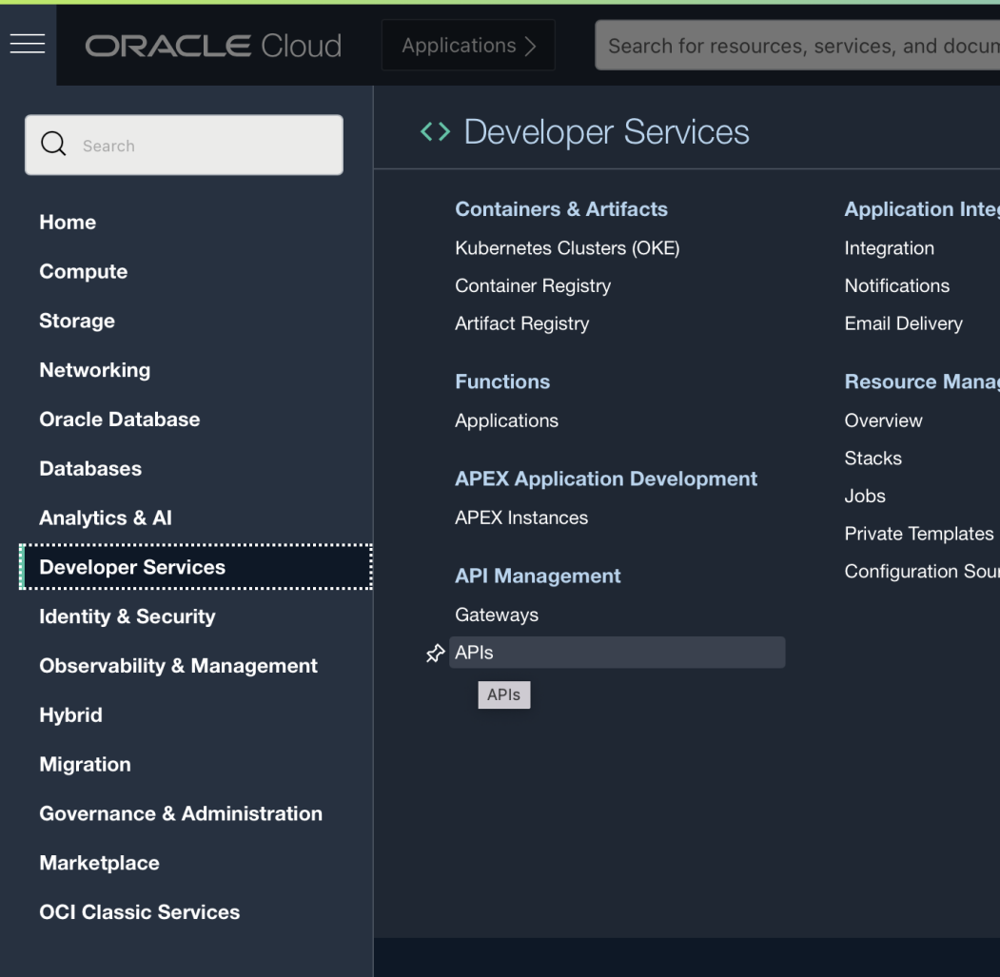 ORACLE Cloud
Applications
Search for resources, services, and docum
Search
Home
Compute
Storage
Networking
Oracle Database
Databases
Analytics & AI
Developer Services
Identity & Security
Observability & Management
Hybrid
Migration
Governance & Administration
Marketplace
OCI Classic Services
Developer Services
Containers & Artifacts
Kubernetes Clusters (OKE)
Container Registry
Artifact Registry
Functions
Applications
APEX Application Development
APEX Instances
API Management
Gateways
APIs
APIs
Application Integ
Integration
Notifications
Email Delivery
Resource Manag
Overview
Stacks
Jobs
Private Templates
Configuration Sour